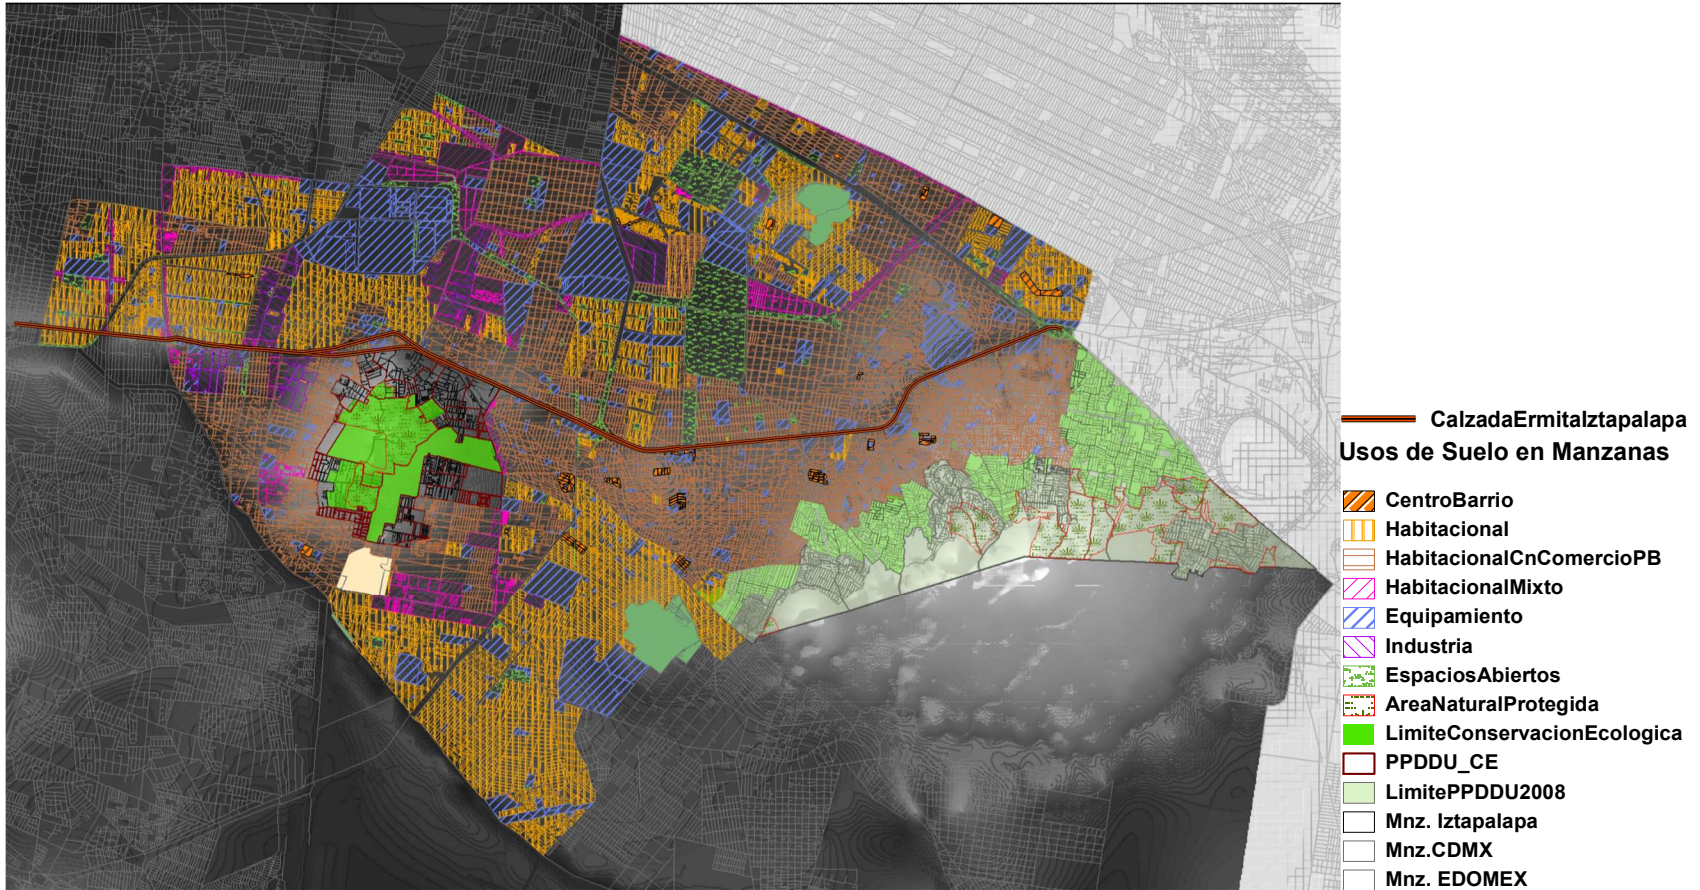 CalzadaErmitaIztapalapa
Usos de Suelo en Manzanas
CentroBarrio
Habitacional
HabitacionalCnComercioPB
HabitacionalMixto
Equipamiento
Industria
EspaciosAbiertos
AreaNaturalProtegida
LimiteConservacionEcologica
PPDDU_CE
LimitePPDDU2008
Mnz. Iztapalapa
Mnz.CDMX
Mnz. EDOMEX